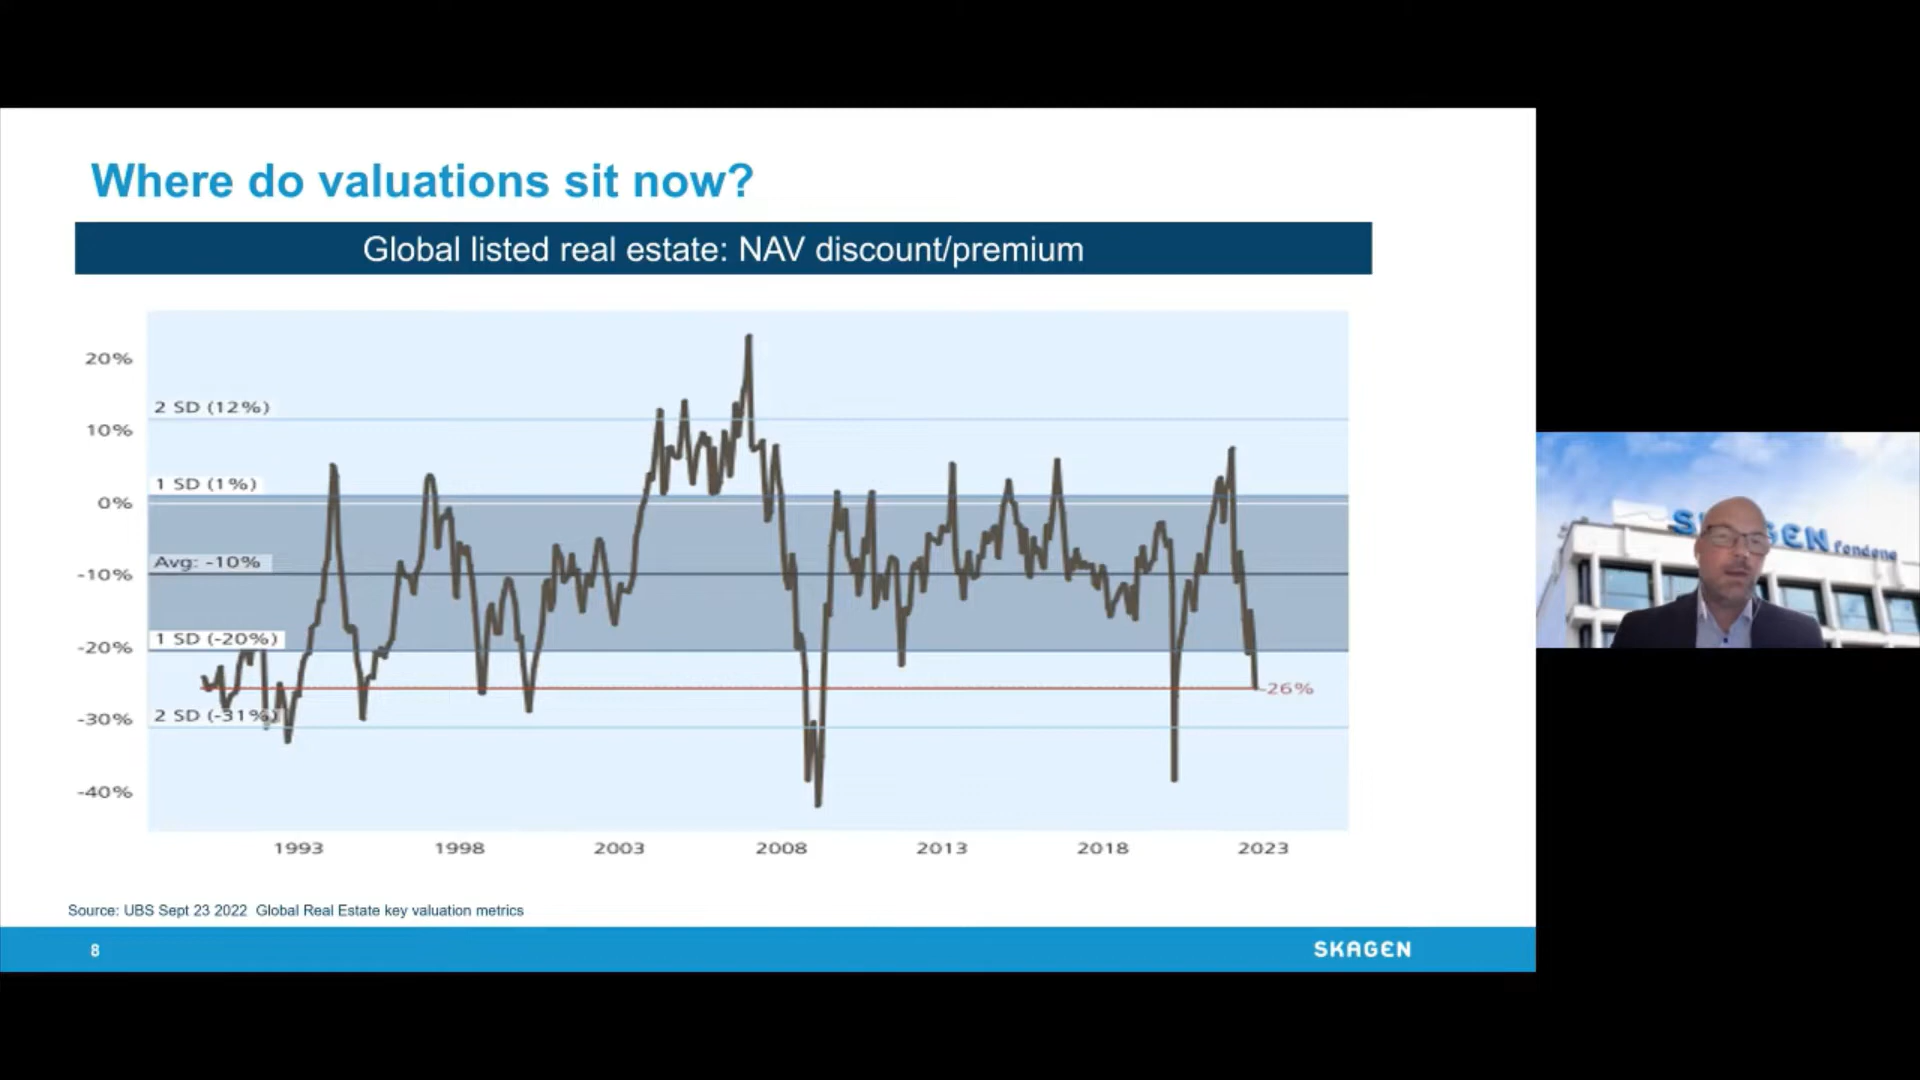 Where do valuations sit now?
Global listed real estate: NAV discount/premium
20%
2 SD (12%)
10%
1 SD (1%)
0%
Avg: -10%
-10%
1 SD (-20%)
-20%
-26%
2 SD (-31%)
-30%
-40%
1993 1998 2003 2008 2013 2018 2023
Source: UBS Sept 23 2022 Global Real Estate key valuation metrics
8
SKAGEN
fondene